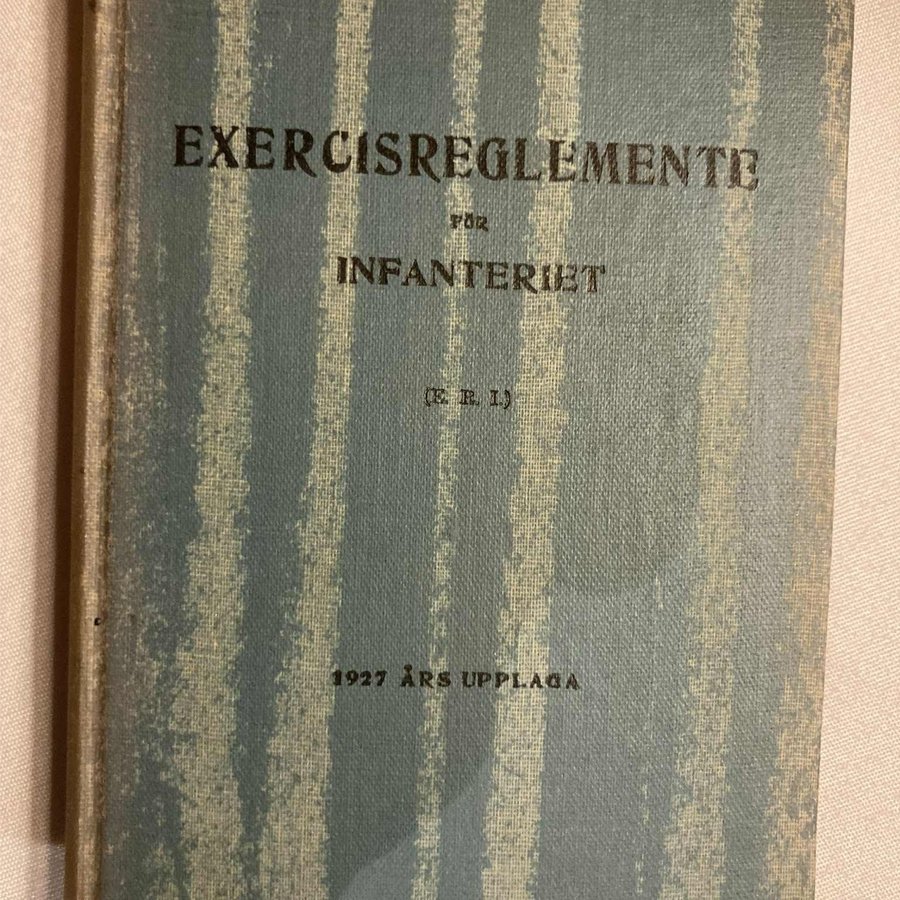 EXERCISREGLEMENTE
FÖR
INFANTERIET
(E. R. I.)
1927 ÅRS UPPLAGA